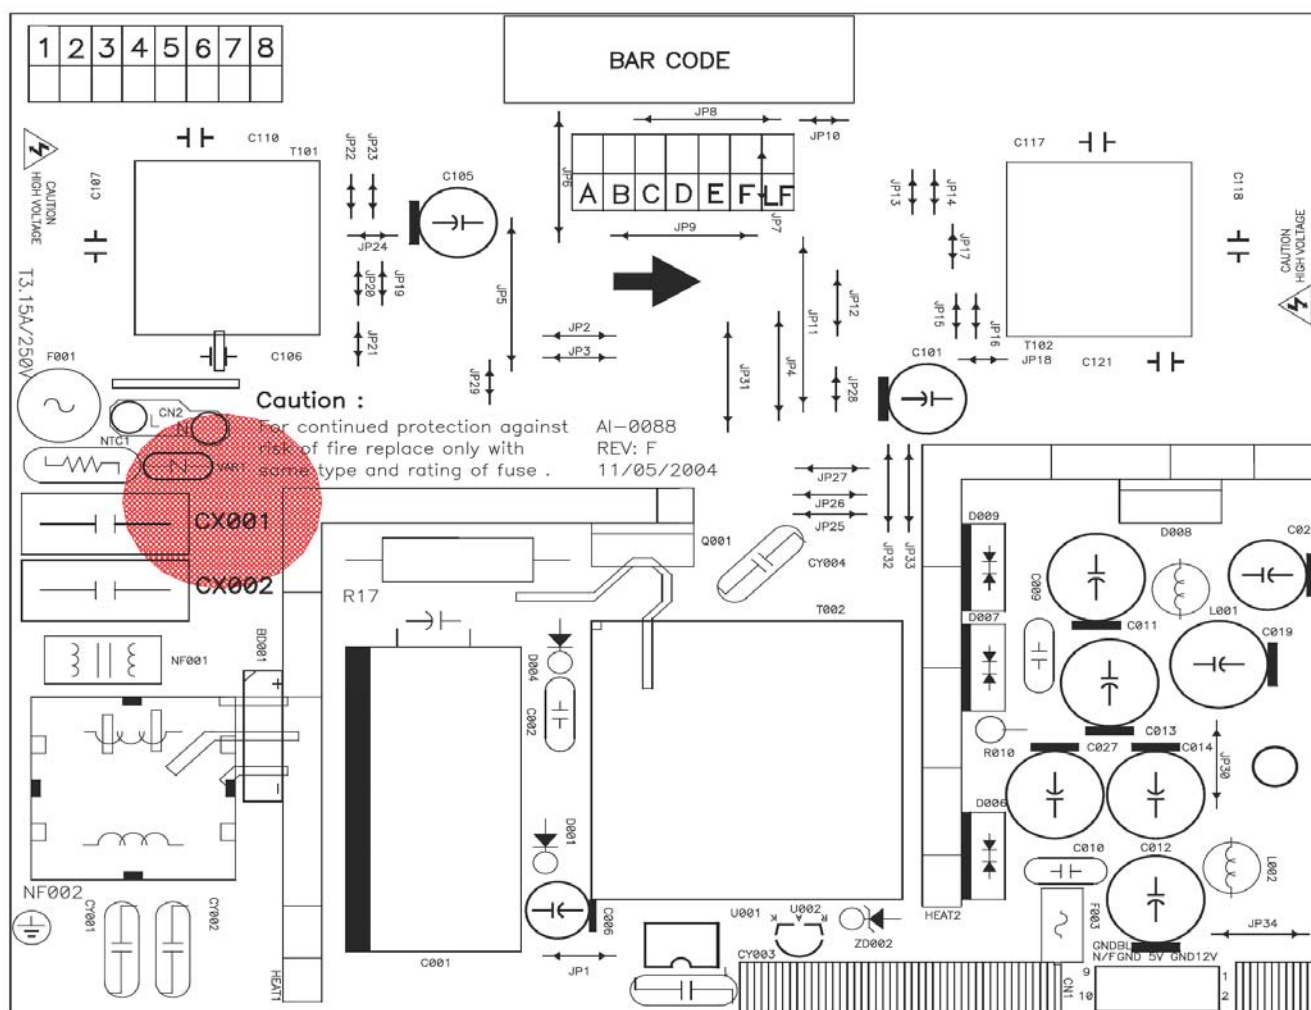 1 2 3 4 5 6 7 8
BAR CODE
JP8
JP10
C110
T101
JP22
JP23
C107
CAUTION
HIGH VOLTAGE
C105
JP6
A B C D E F LF
JP7
JP9
C117
JP13
JP14
C118
CAUTION
HIGH VOLTAGE
JP24
JP17
T3.15A/250V
JP20
JP19
JP5
JP11
JP12
JP15
JP16
JP21
JP2
JP3
F001
C106
JP29
JP31
JP4
JP28
C101
T102
JP18
C121
CN2
L
N
NTC1
VAR1
Caution :
For continued protection against
risk of fire replace only with
same type and rating of fuse .
AI-0088
REV: F
11/05/2004
JP27
JP26
JP25
JP32
JP33
CX001
CX002
Q001
CY004
R17
T002
D009
D008
C009
C011
L001
C02
C019
D007
NF001
BD001
+
-
D004
C002
C013
R010
C027
C014
JP30
D006
C010
C012
L002
D001
NF002
CY001
CY002
C006
C001
JP1
HEAT1
U001
U002
K A R
ZD002
CY003
HEAT2
F003
JP34
GNDBL
N/FGND 5V GND12V
CN1
9
10
1
2